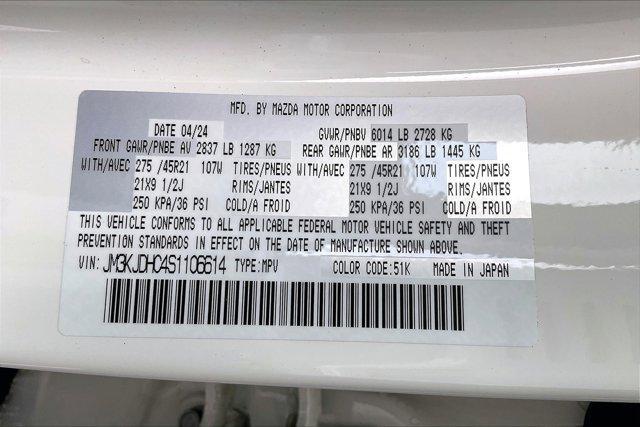 MFD. BY MAZDA MOTOR CORPORATION
DATE 04/24 GVWR/PNBV 6014 LB 2728 KG
FRONT GAWR/PNBE AV 2837 LB 1287 KG REAR GAWR/PNBE AR 3186 LB 1445 KG
WITH/AVEC 275 /45R21 107W TIRES/PNEUS WITH/AVEC 275 /45R21 107W TIRES/PNEUS
21X9 1/2J RIMS/JANTES 21X9 1/2J RIMS/JANTES
250 KPA/36 PSI COLD/A FROID 250 KPA/36 PSI COLD/A FROID
THIS VEHICLE CONFORMS TO ALL APPLICABLE FEDERAL MOTOR VEHICLE SAFETY AND THEFT
PREVENTION STANDARDS IN EFFECT ON THE DATE OF MANUFACTURE SHOWN ABOVE.
VIN: JM3KJDHC4S1106614 TYPE:MPV COLOR CODE:51K MADE IN JAPAN